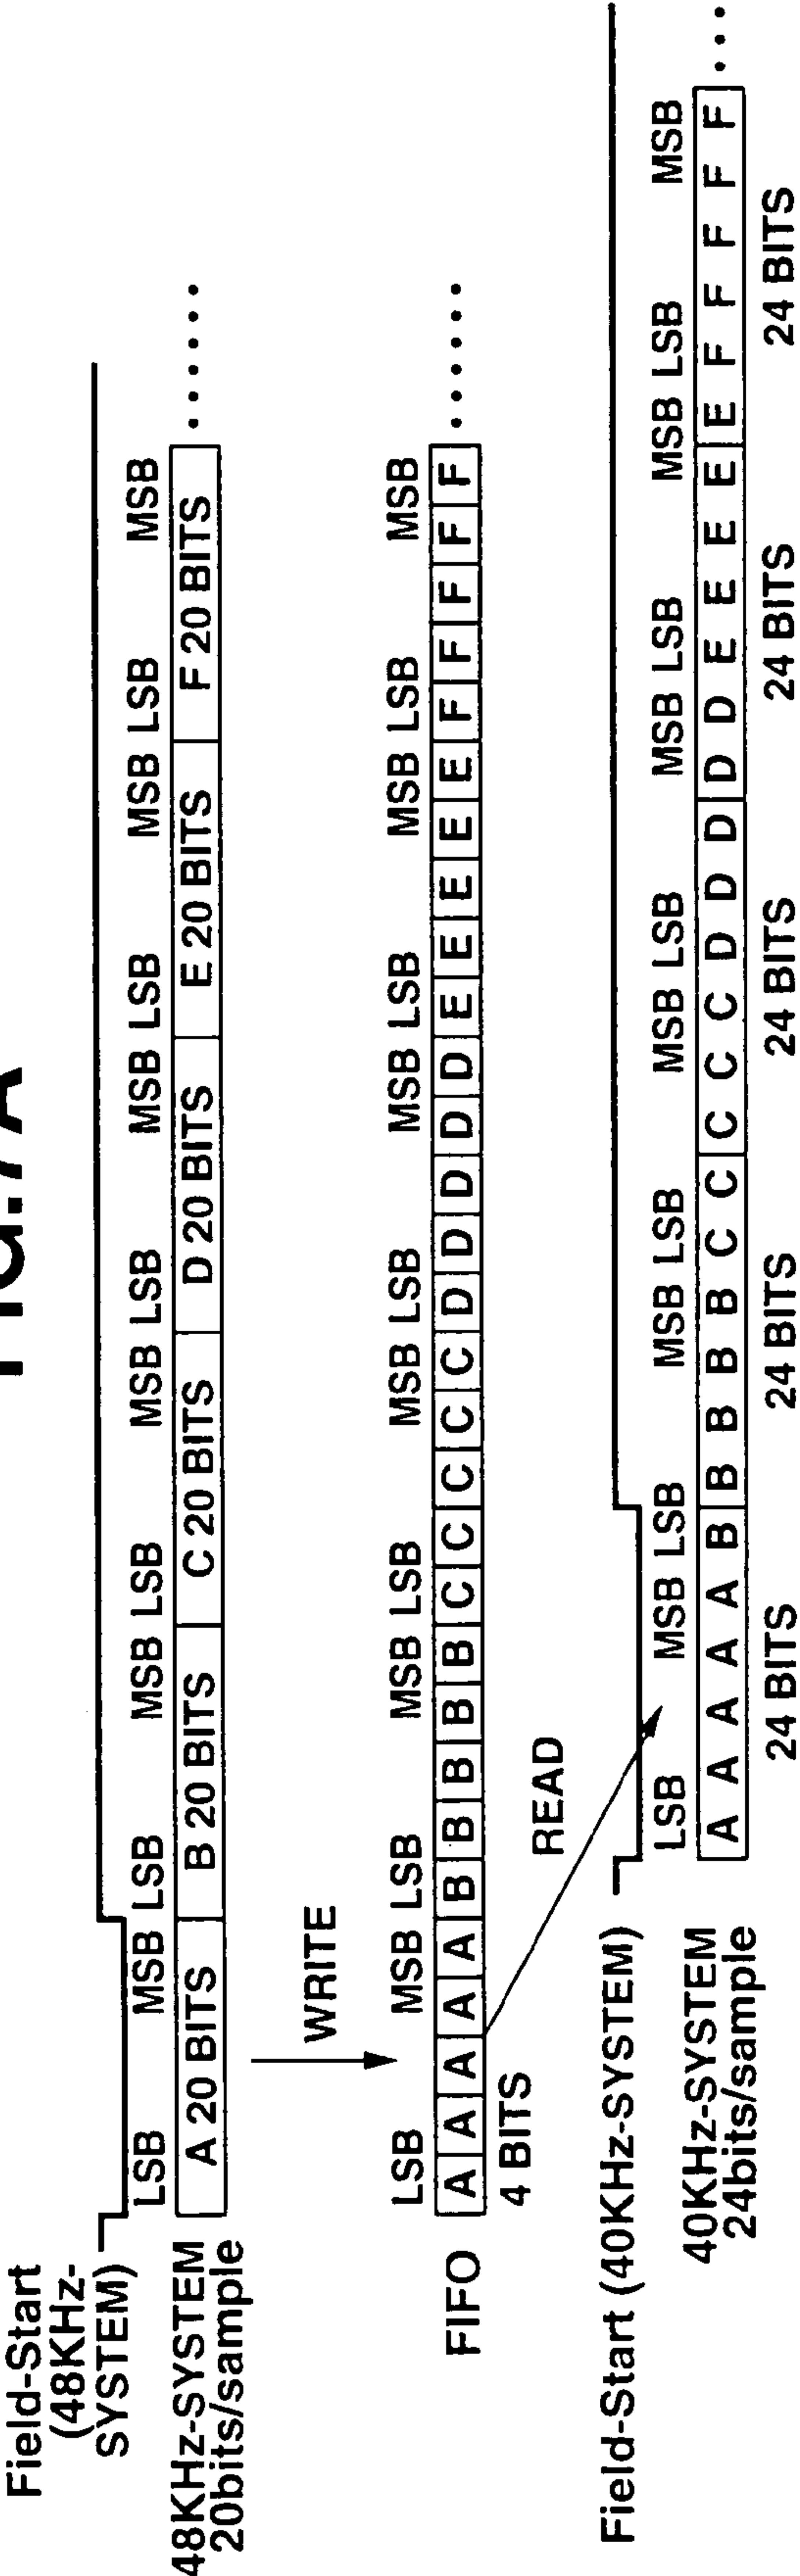 FIG.7A
Field-Start
(48KHz-
SYSTEM)
LSB MSB LSB MSB LSB MSB LSB MSB LSB MSB LSB MSB
48KHz-SYSTEM
20bits/sample
A 20 BITS B 20 BITS C 20 BITS D 20 BITS E 20 BITS F 20 BITS ......
WRITE
LSB MSB LSB MSB LSB MSB LSB MSB LSB MSB LSB MSB
FIFO A A A A A B B B B B C C C C C D D D D D E E E E E F F F F F ......
4 BITS
READ
Field-Start (40KHz-SYSTEM)
LSB MSB LSB MSB LSB MSB LSB MSB LSB MSB LSB MSB
40KHz-SYSTEM
24bits/sample
A A A A A B B B B B C C C C C D D D D D E E E E E F F F F F ...
24 BITS 24 BITS 24 BITS 24 BITS 24 BITS